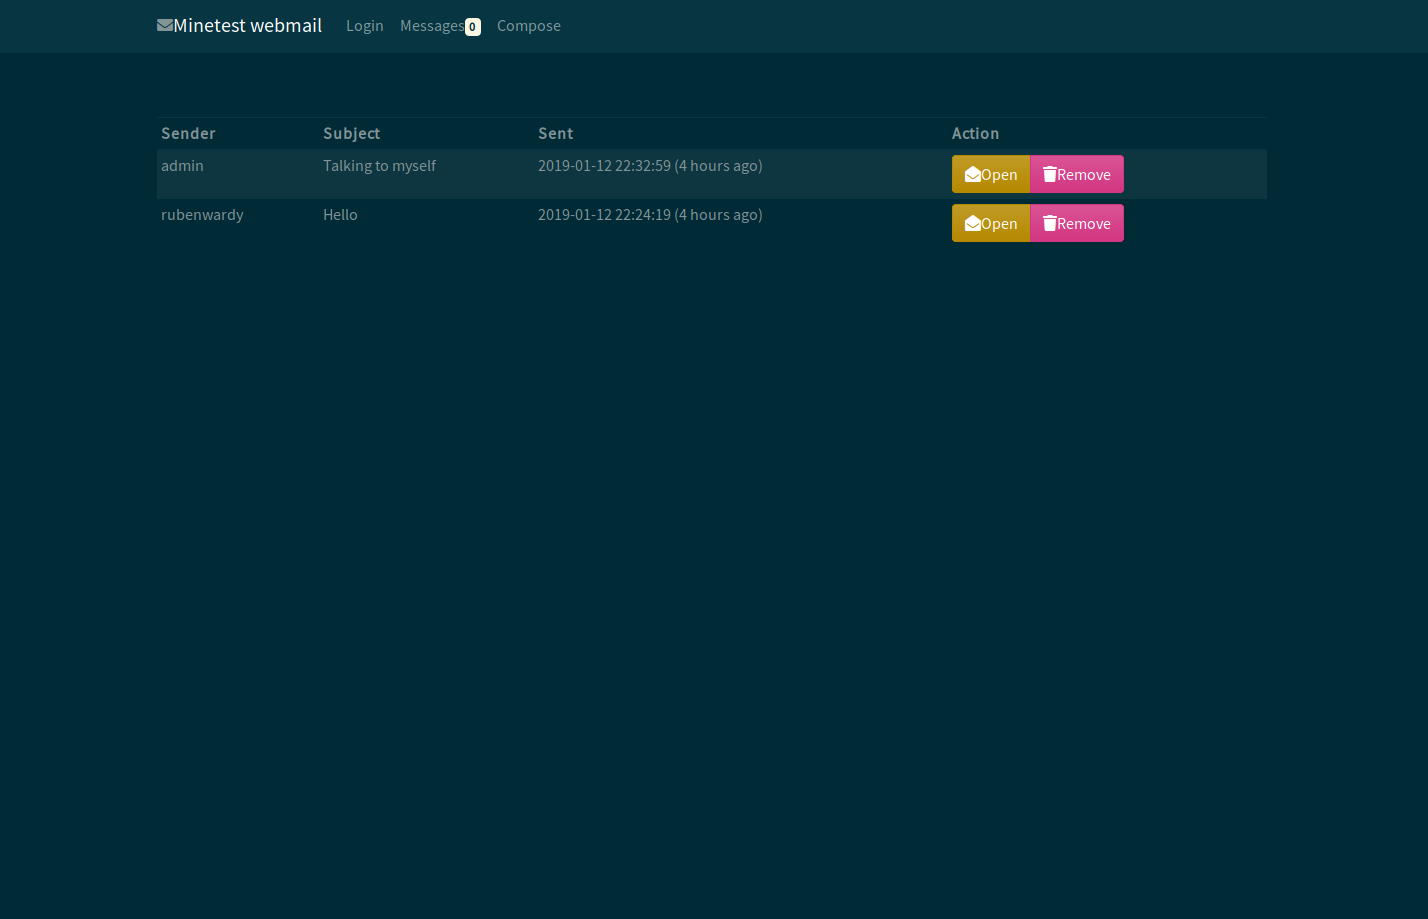 Minetest webmail Login Messages 0 Compose
Sender Subject Sent Action
admin Talking to myself 2019-01-12 22:32:59 (4 hours ago) Open Remove
rubenwardy Hello 2019-01-12 22:24:19 (4 hours ago) Open Remove